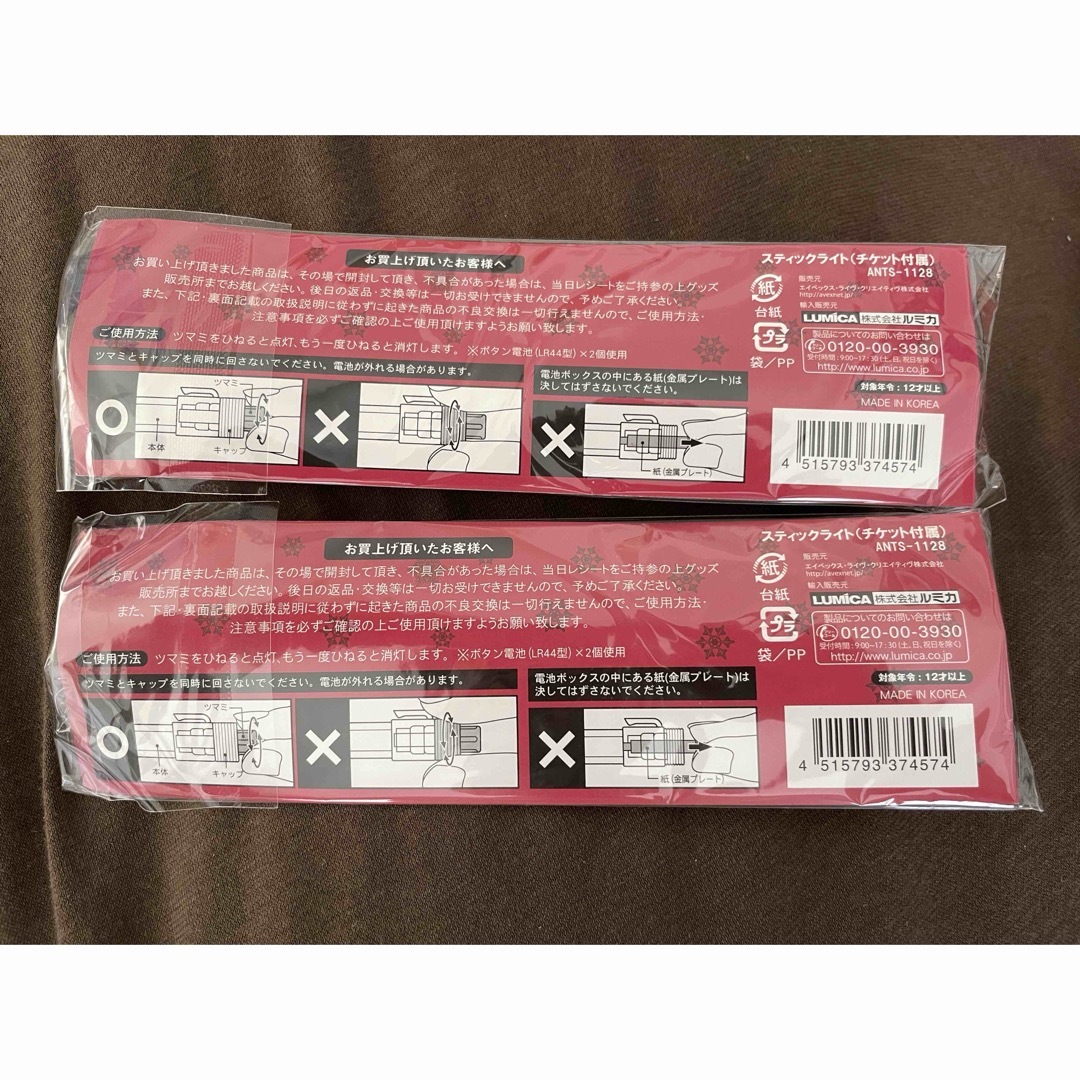 お買上げ頂いたお客様へ
お買い上げ頂きました商品は、その場で開封して頂き、不具合があった場合は、当日レシートをご持参の上グッズ
販売所までお越しください。後日の返品・交換等は一切お受けできませんので、予めご了承ください。
また、下記・裏面記載の取扱説明に従わずに起きた商品の不良交換は一切行えませんので、ご使用方法・
注意事項を必ずご確認の上ご使用頂けますようお願い致します。
ご使用方法 ツマミをひねると点灯、もう一度ひねると消灯します。 ※ボタン電池(LR44型)×2個使用
ツマミとキャップを同時に回さないでください。電池が外れる場合があります。
ツマミ
本体
キャップ
電池ボックスの中にある紙(金属プレート)は
決してはずさないでください。
紙(金属プレート)
スティックライト(チケット付属)
ANTS-1128
紙
台紙
プラ
袋/PP
販売元
エイベックス・ライヴ・クリエイティヴ株式会社
http://avexnet.jp/
輸入販売元
LUMICA 株式会社ルミカ
製品についてのお問い合わせは
0120-00-3930
受付時間:9:00~17:30(土、日、祝日を除く)
http://www.lumica.co.jp
対象年令:12才以上
MADE IN KOREA
4 515793 374574
お買上げ頂いたお客様へ
お買い上げ頂きました商品は、その場で開封して頂き、不具合があった場合は、当日レシートをご持参の上グッズ
販売所までお越しください。後日の返品・交換等は一切お受けできませんので、予めご了承ください。
また、下記・裏面記載の取扱説明に従わずに起きた商品の不良交換は一切行えませんので、ご使用方法・
注意事項を必ずご確認の上ご使用頂けますようお願い致します。
ご使用方法 ツマミをひねると点灯、もう一度ひねると消灯します。 ※ボタン電池(LR44型)×2個使用
ツマミとキャップを同時に回さないでください。電池が外れる場合があります。
ツマミ
本体
キャップ
電池ボックスの中にある紙(金属プレート)は
決してはずさないでください。
紙(金属プレート)
スティックライト(チケット付属)
ANTS-1128
紙
台紙
プラ
袋/PP
販売元
エイベックス・ライヴ・クリエイティヴ株式会社
http://avexnet.jp/
輸入販売元
LUMICA 株式会社ルミカ
製品についてのお問い合わせは
0120-00-3930
受付時間:9:00~17:30(土、日、祝日を除く)
http://www.lumica.co.jp
対象年令:12才以上
MADE IN KOREA
4 515793 374574